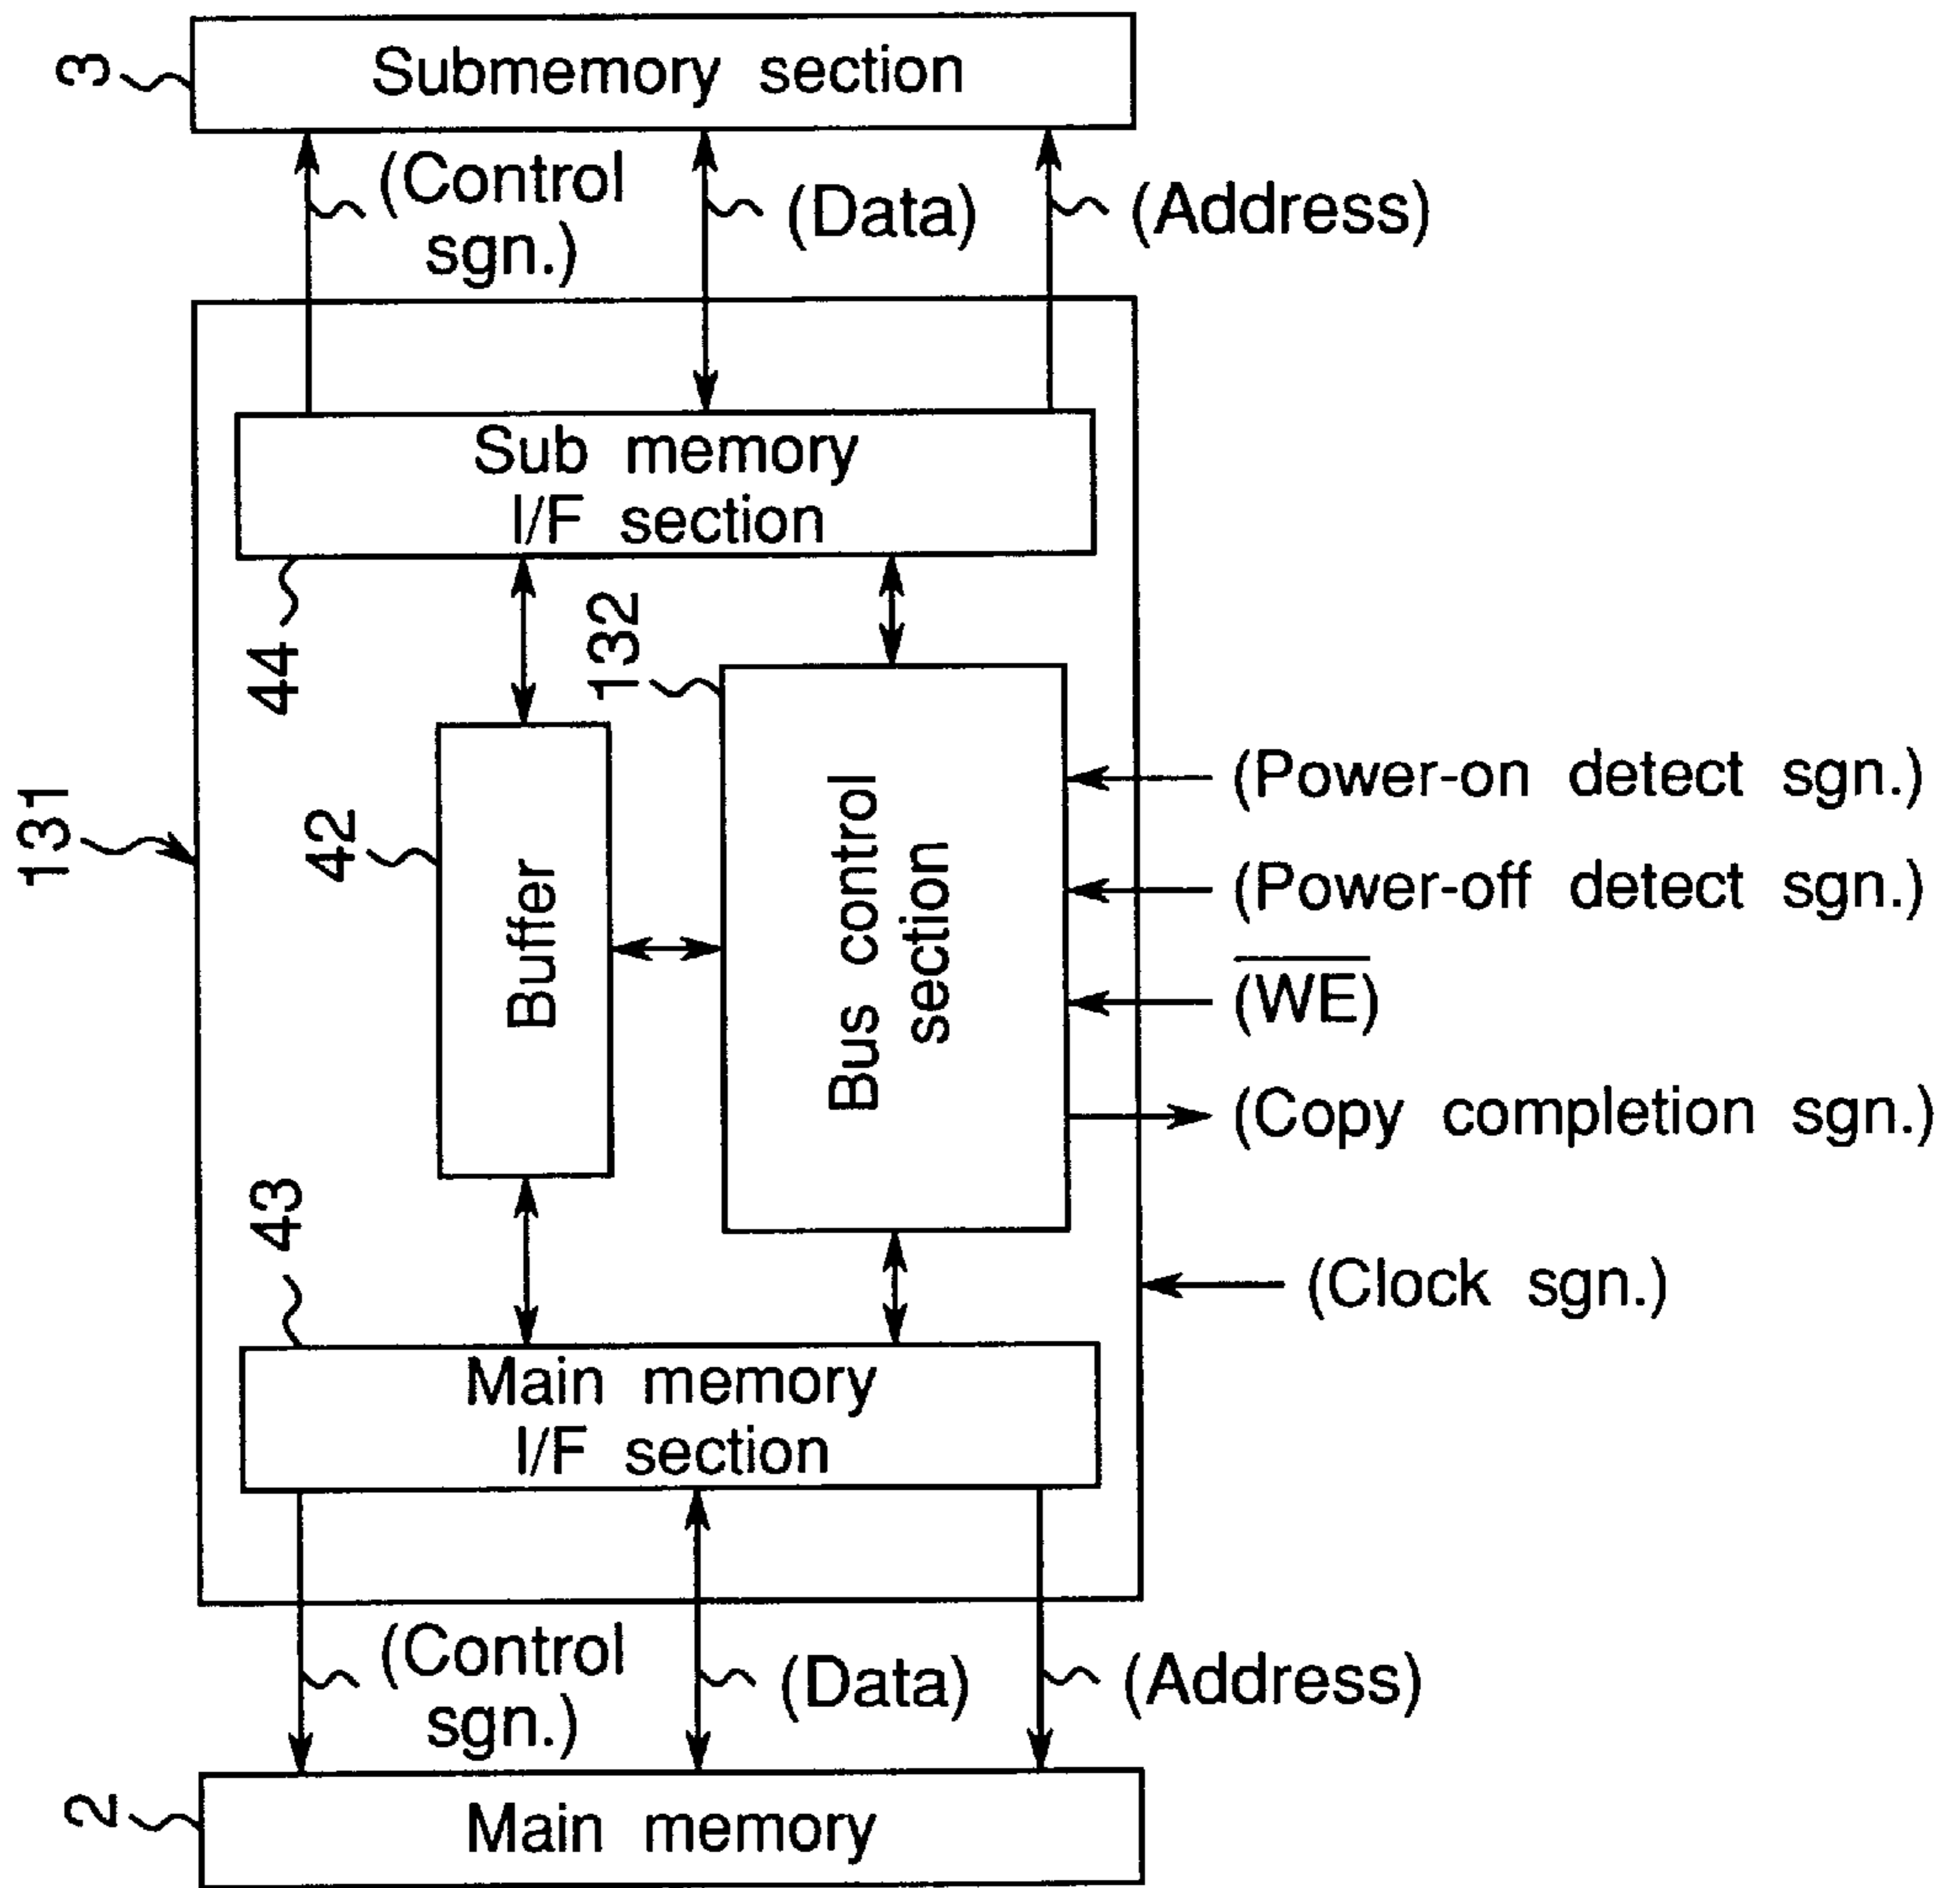 3
Submemory section
(Control
sgn.)
(Data)
(Address)
Sub memory
I/F section
44
132
131
42
Buffer
Bus control
section
(Power-on detect sgn.)
(Power-off detect sgn.)
(W̅E̅)
(Copy completion sgn.)
43
(Clock sgn.)
Main memory
I/F section
(Control
sgn.)
(Data)
(Address)
2
Main memory